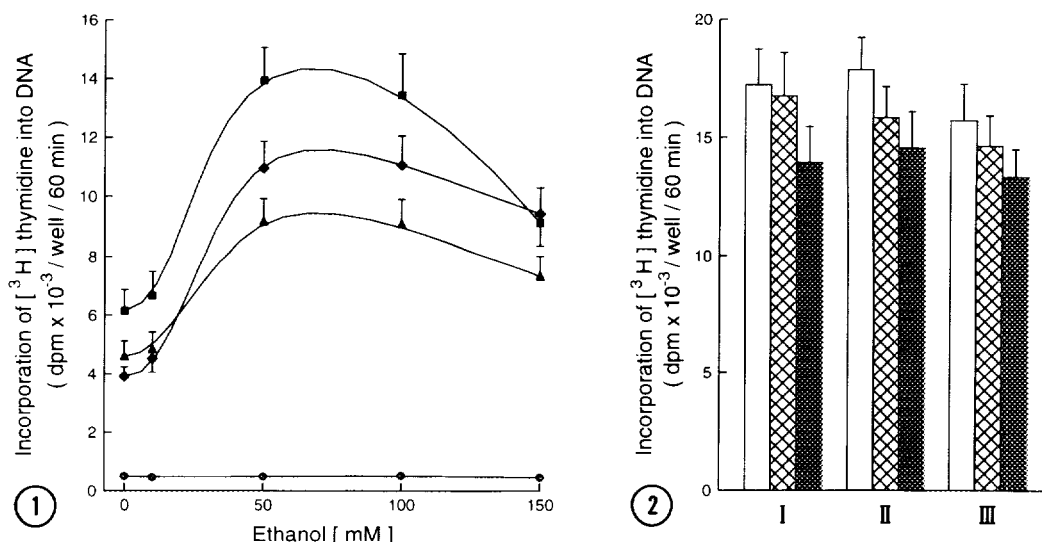 Incorporation of [ ³H ] thymidine into DNA
( dpm x 10⁻³ / well / 60 min )
16
14
12
10
8
6
4
2
0
0
50
100
150
Ethanol [ mM ]
1
Incorporation of [ ³H ] thymidine into DNA
( dpm x 10⁻³ / well / 60 min )
20
15
10
5
0
I
II
III
2